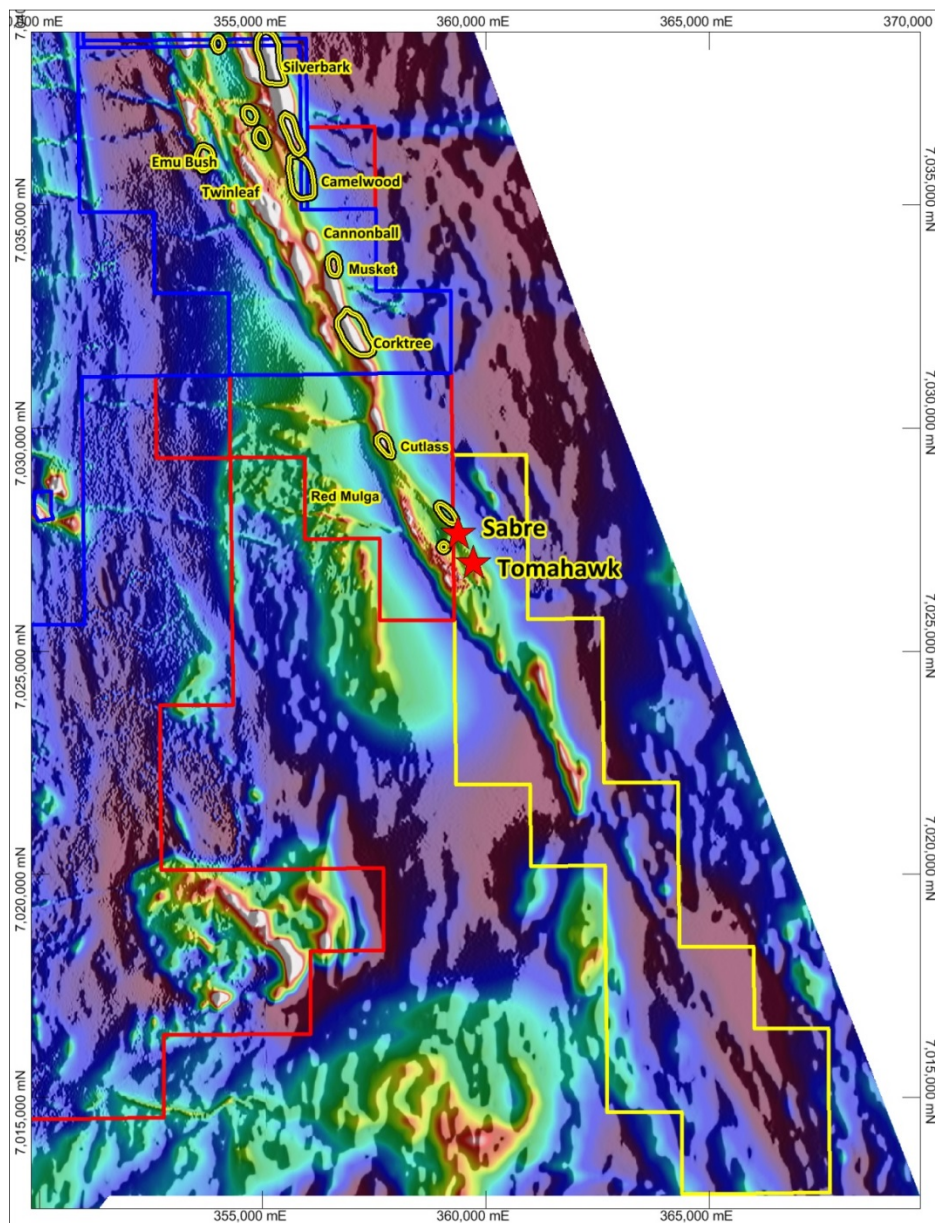 355,000 mE
360,000 mE
365,000 mE
370,000
Silverbark
Emu Bush
Twinleaf
Camelwood
Cannonball
Musket
Corktree
Cutlass
Red Mulga
Sabre
Tomahawk
7,035,000 mN
7,030,000 mN
7,025,000 mN
7,020,000 mN
7,015,000 mN
7,035,000 mN
7,030,000 mN
7,025,000 mN
7,020,000 mN
7,015,000 mN
355,000 mE
360,000 mE
365,000 mE